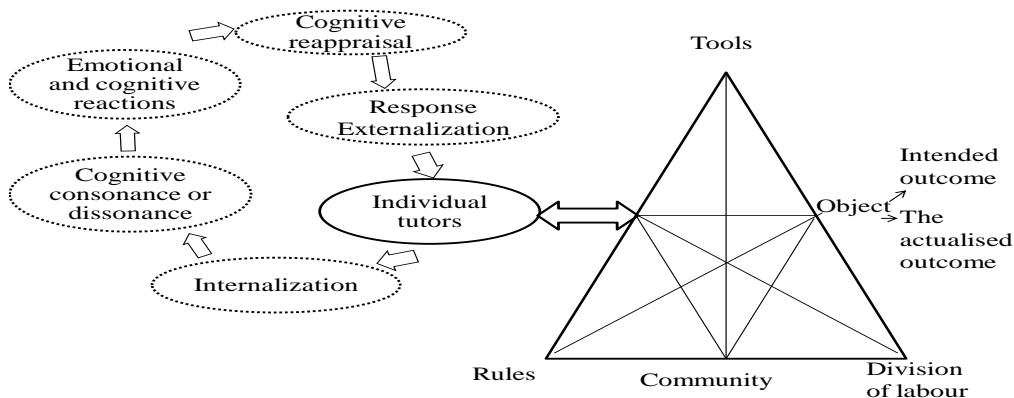 Cognitive
reappraisal
Emotional
and cognitive
reactions
Response
Externalization
Cognitive
consonance or
dissonance
Individual
tutors
Internalization
Tools
Object
Intended
outcome
The
actualised
outcome
Rules
Community
Division
of labour